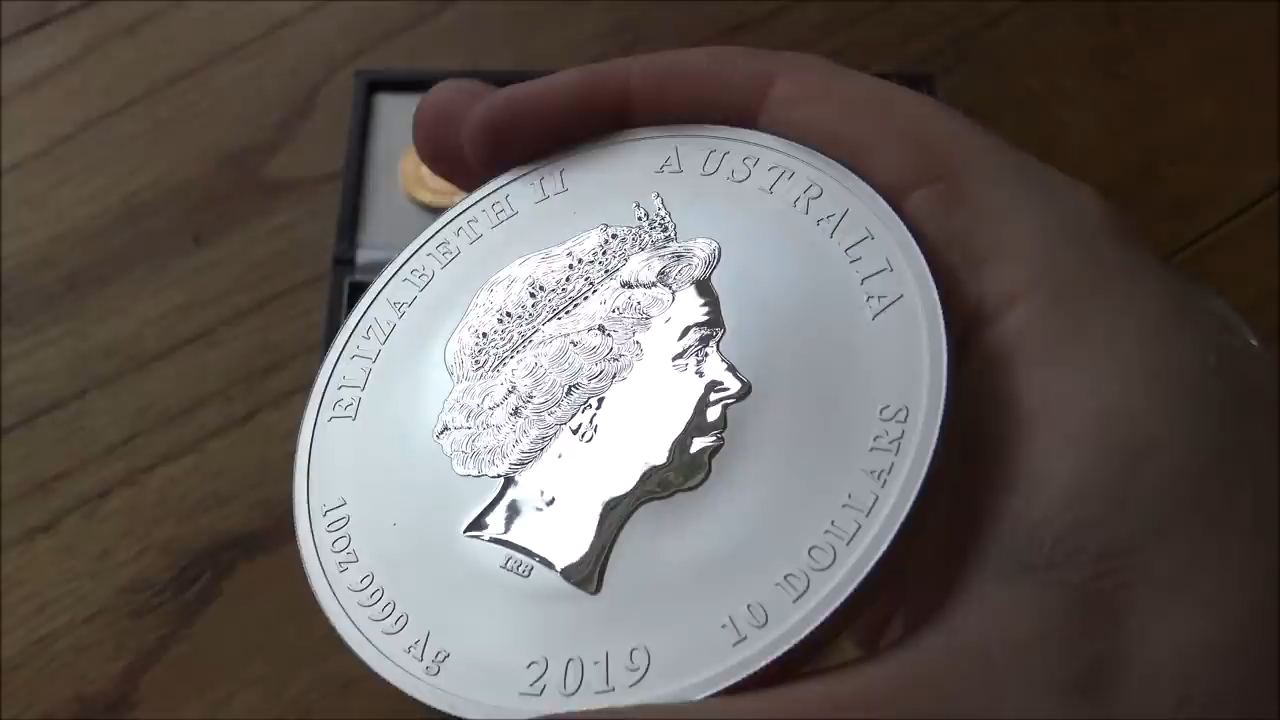 ELIZABETH II
AUSTRALIA
IRB
10oz 9999 Ag
2019
10 DOLLARS